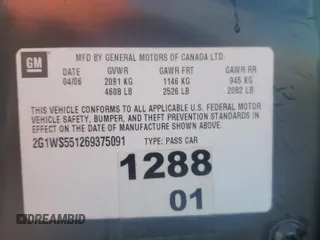 GM
MFD BY GENERAL MOTORS OF CANADA LTD.
DATE GVWR GAWR FRT GAWR RR
04/06 2091 KG 1146 KG 945 KG
4608 LB 2526 LB 2082 LB
THIS VEHICLE CONFORMS TO ALL APPLICABLE U.S. FEDERAL MOTOR
VEHICLE SAFETY, BUMPER, AND THEFT PREVENTION STANDARDS IN
EFFECT ON THE DATE OF MANUFACTURE SHOWN ABOVE.
2G1WS551269375091 TYPE: PASS CAR
1288
01
DREAMBID